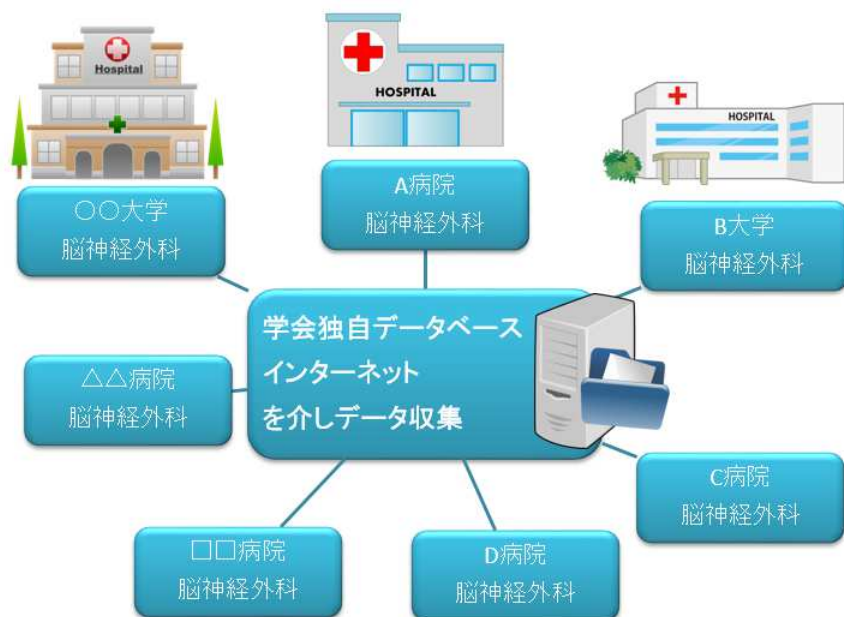 Hospital
HOSPITAL
HOSPITAL
○○大学
脳神経外科
A病院
脳神経外科
B大学
脳神経外科
学会独自データベース
インターネット
を介しデータ収集
△△病院
脳神経外科
C病院
脳神経外科
□□病院
脳神経外科
D病院
脳神経外科